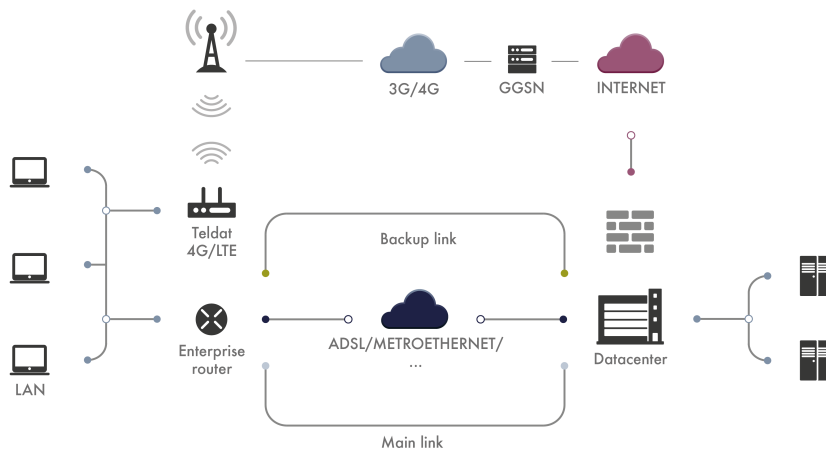 3G/4G
GGSN
INTERNET
Teldat
4G/LTE
Backup link
Enterprise
router
ADSL/METROETHERNET/
...
Datacenter
LAN
Main link